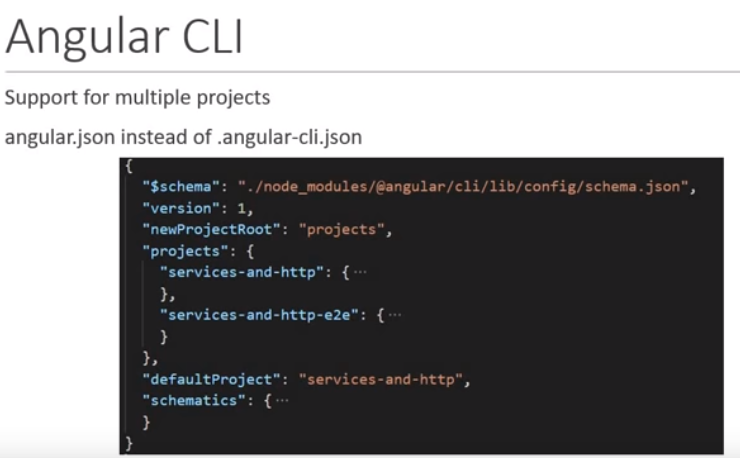 Angular CLI
Support for multiple projects
angular.json instead of .angular-cli.json
{
"$schema": "./node_modules/@angular/cli/lib/config/schema.json",
"version": 1,
"newProjectRoot": "projects",
"projects": {
"services-and-http": {···
},
"services-and-http-e2e": {···
}
},
"defaultProject": "services-and-http",
"schematics": {···
}
}